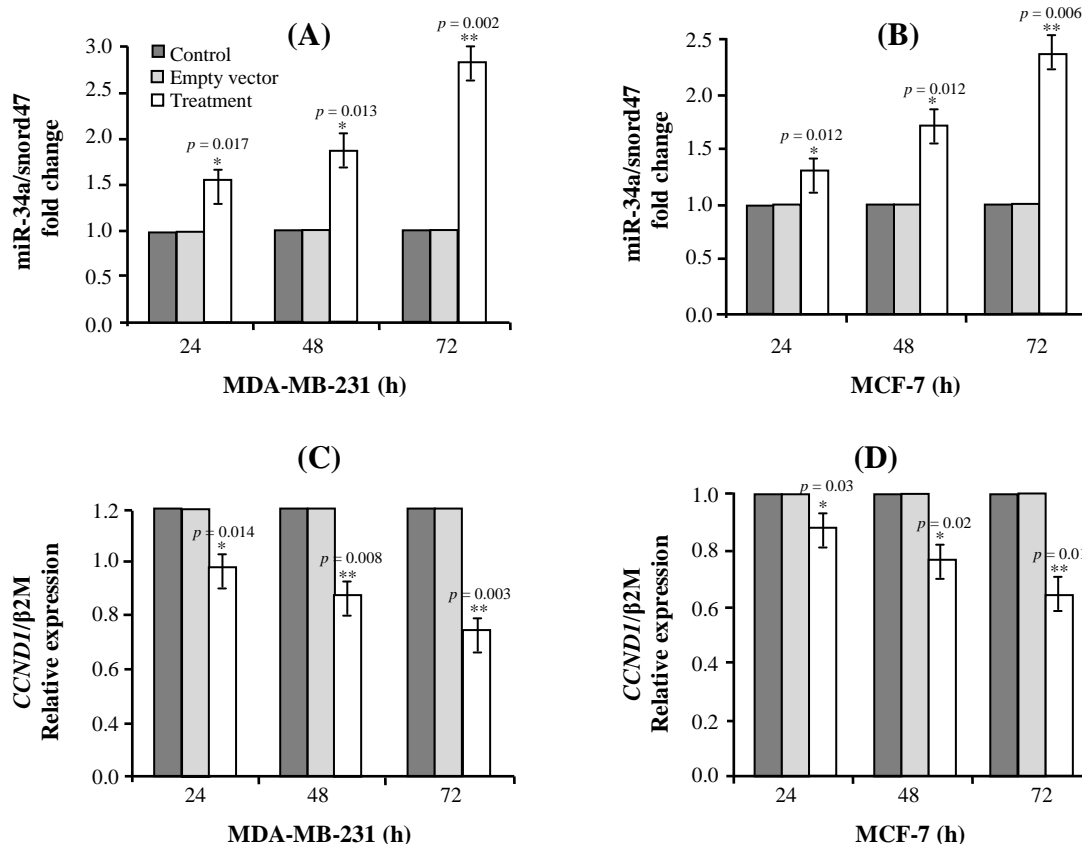 (A)
p = 0.002
**
3.0
2.5
2.0
1.5
1.0
0.5
0.0
miR-34a/snord47
fold change
Control
Empty vector
Treatment
p = 0.017
*
p = 0.013
*
24
48
72
MDA-MB-231 (h)
(B)
p = 0.006
**
2.5
2.0
1.5
1.0
0.5
0.0
miR-34a/snord47
fold change
p = 0.012
*
p = 0.012
*
24
48
72
MCF-7 (h)
(C)
1.2
1.0
0.8
0.6
0.4
0.2
0.0
CCND1/β2M
Relative expression
p = 0.014
*
p = 0.008
**
p = 0.003
**
24
48
72
MDA-MB-231 (h)
(D)
1.0
0.8
0.6
0.4
0.2
0.0
CCND1/β2M
Relative expression
p = 0.03
*
p = 0.02
*
p = 0.01
**
24
48
72
MCF-7 (h)